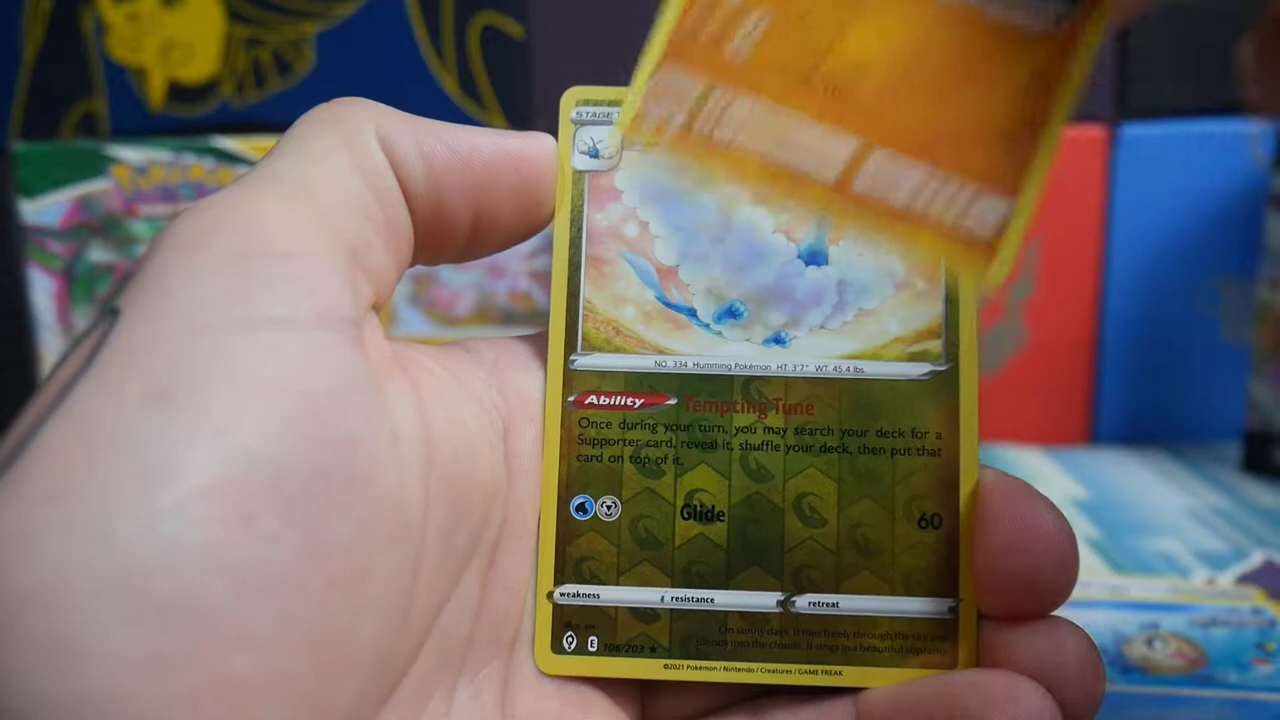 STAGE
Pokémon
NO. 334 Humming Pokémon HT. 3'7" WT. 45.4 lbs.
Ability Tempting Tune
Once during your turn, you may search your deck for a
Supporter card, reveal it, shuffle your deck, then put that
card on top of it.
Glide 60
weakness resistance retreat
On sunny days, it flies freely through the sky and
blends into the clouds. It sings in a beautiful soprano.
E 106/203 ★
©2021 Pokémon / Nintendo / Creatures / GAME FREAK